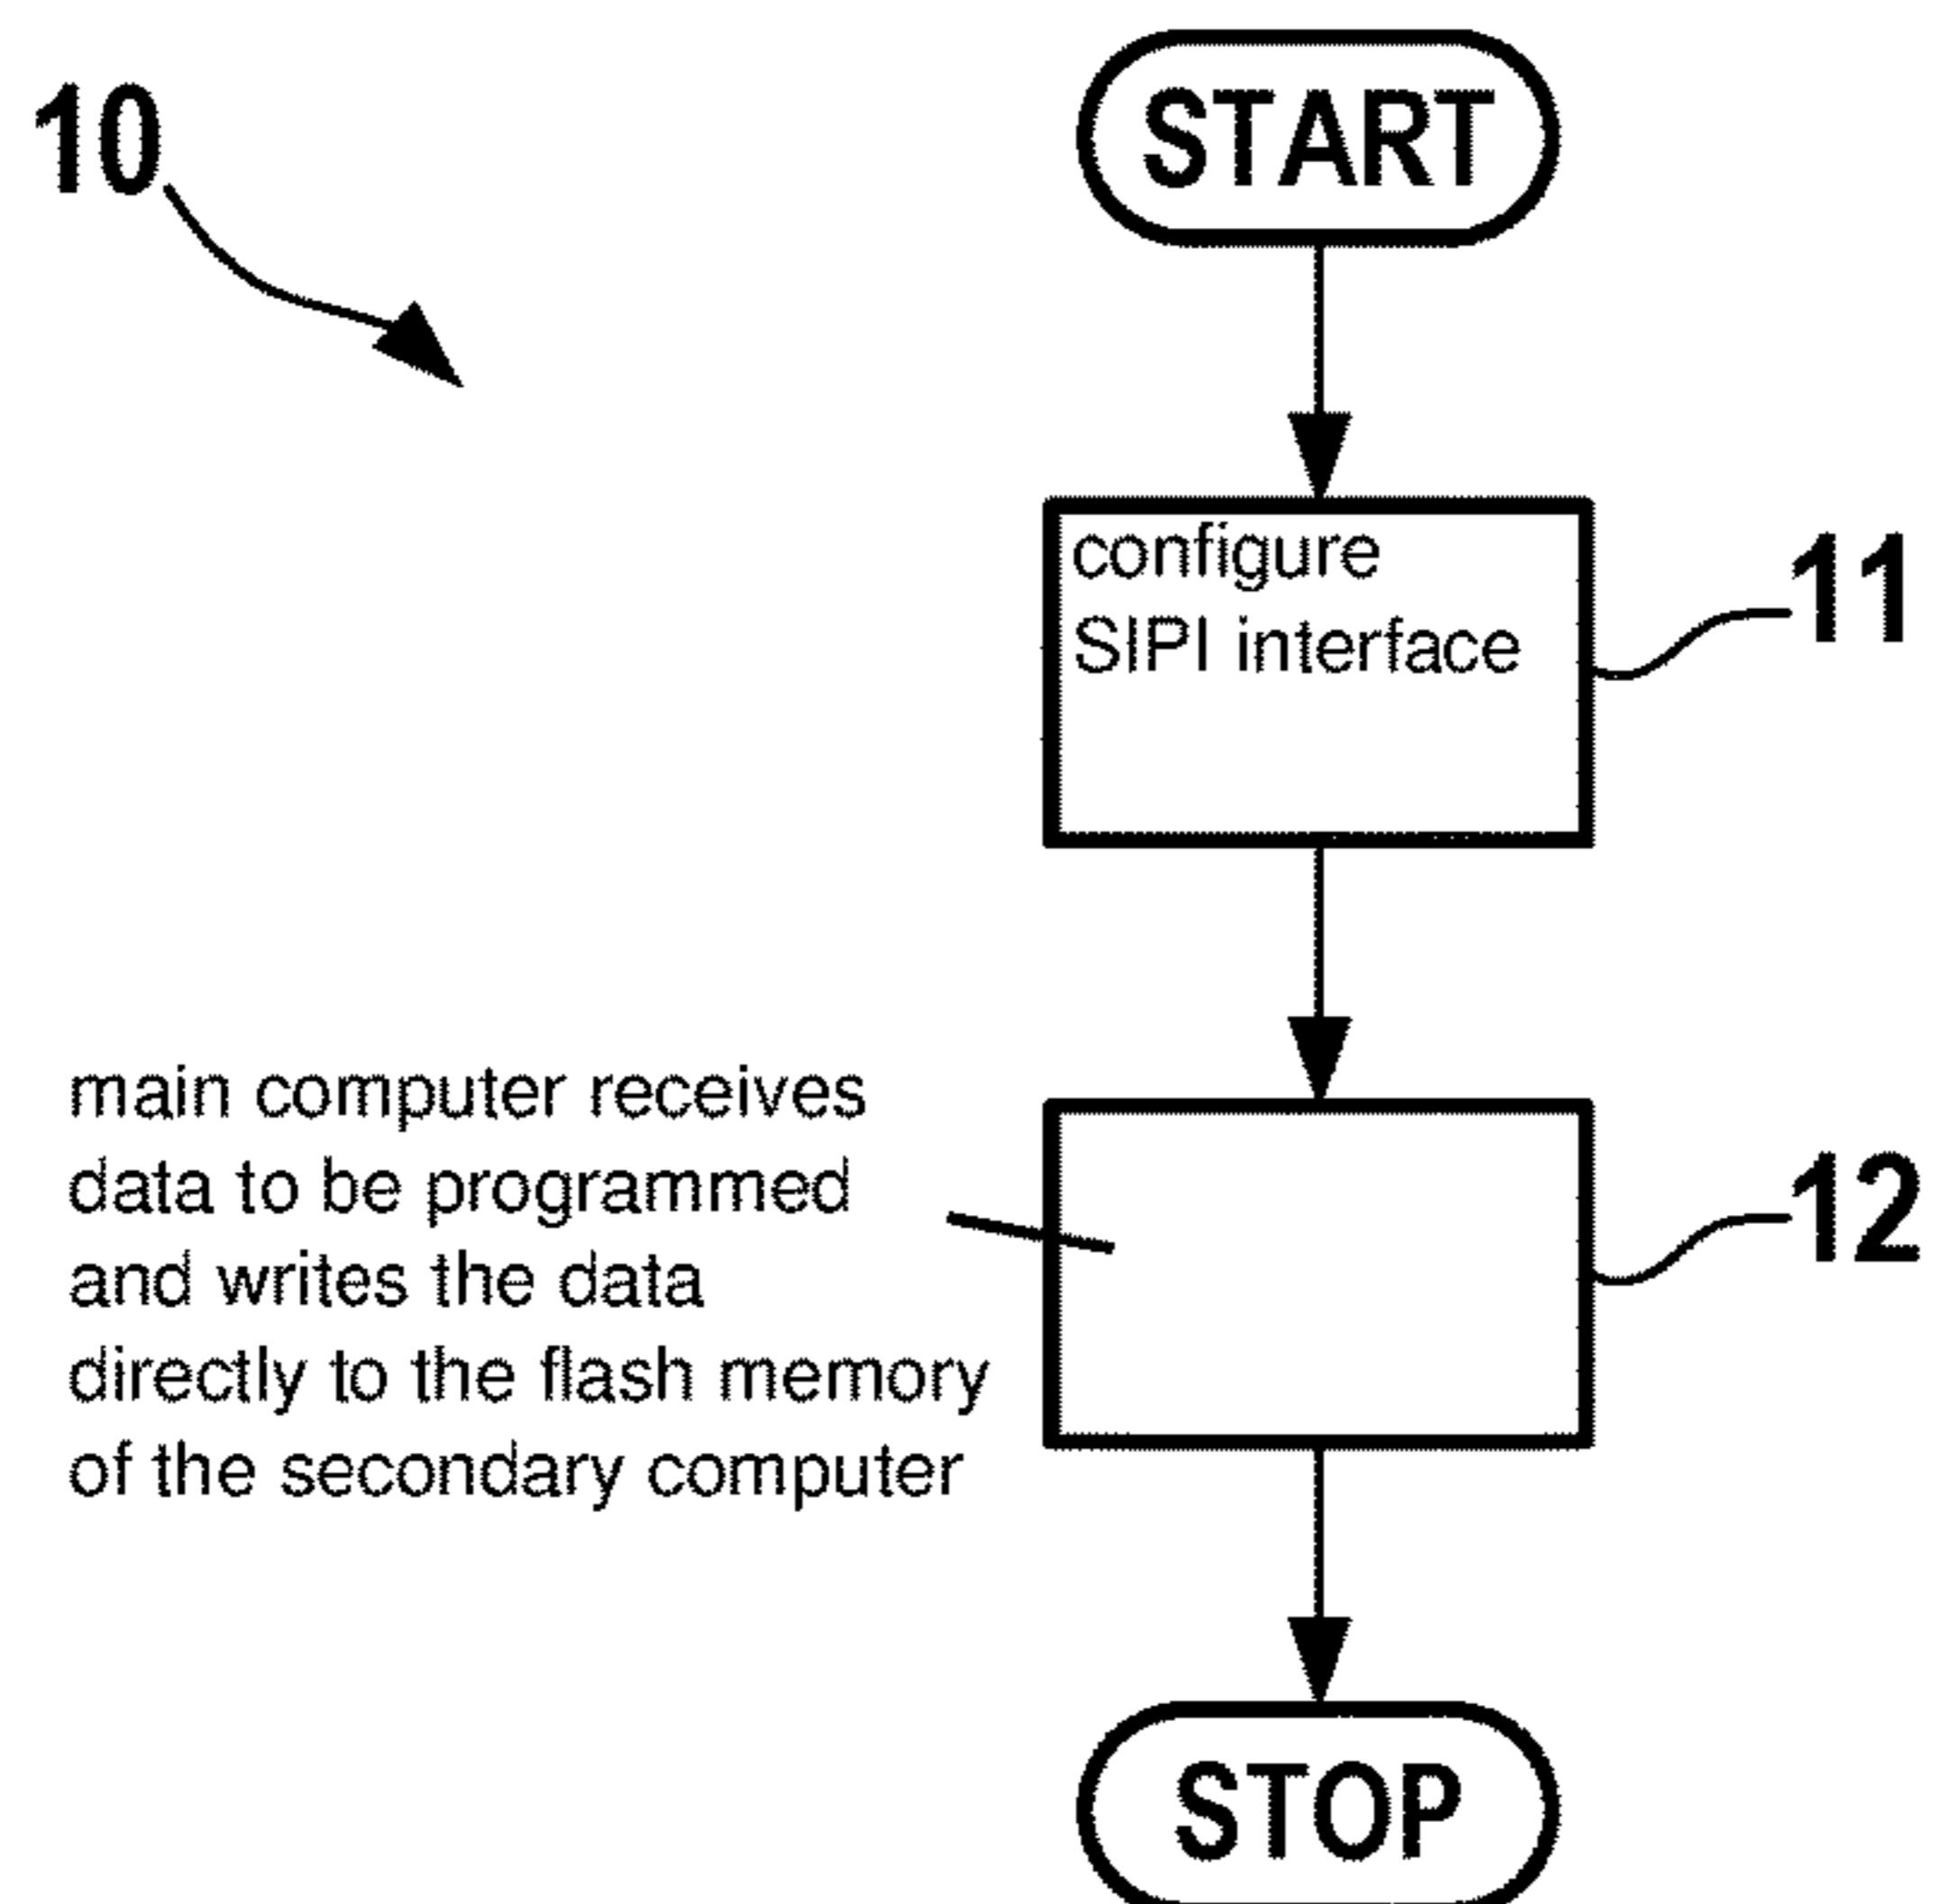 10
START
configure
SIPI interface
11
main computer receives
data to be programmed
and writes the data
directly to the flash memory
of the secondary computer
12
STOP